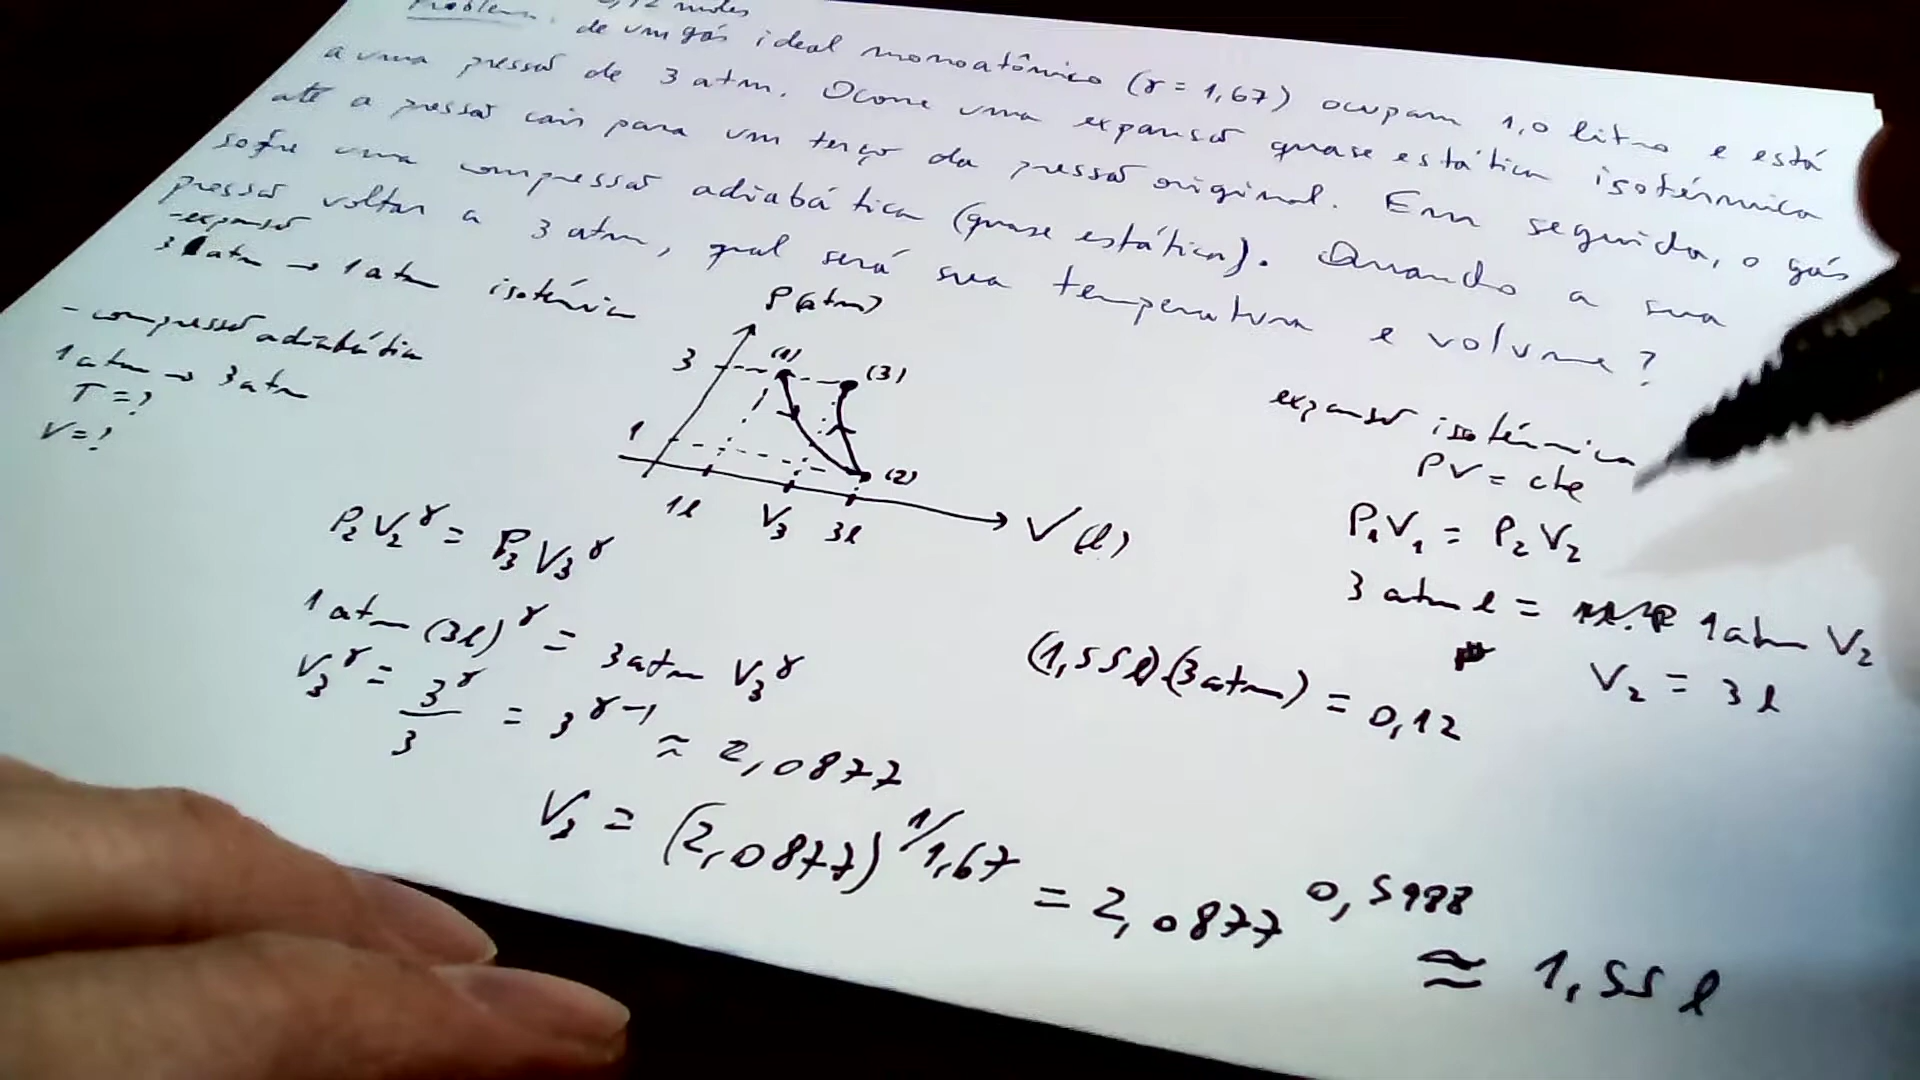 Problema: 0,12 moles
de um gás ideal monoatômico (γ = 1,67) ocupam 1,0 litro e está
a uma pressão de 3 atm. Ocorre uma expansão quase estática isotérmica
até a pressão cair para um terço da pressão original. Em seguida, o gás
sofre uma compressão adiabática (quase estática). Quando a sua
pressão voltar a 3 atm, qual será sua temperatura e volume?
- expansão
3 atm → 1 atm isotérmica
- compressão adiabática
1 atm → 3 atm
T = ?
V = ?
P(atm)
3
(1)
(3)
1
(2)
1l
V₃
3l
V(l)
expansão isotérmica
PV = cte
P₁V₁ = P₂V₂
3 atm l = 1 atm V₂
V₂ = 3l
P₂V₂^γ = P₃V₃^γ
1 atm (3l)^γ = 3 atm V₃^γ
V₃^γ = 3^γ/3 = 3^γ-1 ≈ 2,0877
V₃ = (2,0877)^1/1,67 = 2,0877^0,5988
≈ 1,55 l
(1,55l)(3atm) = 0,12